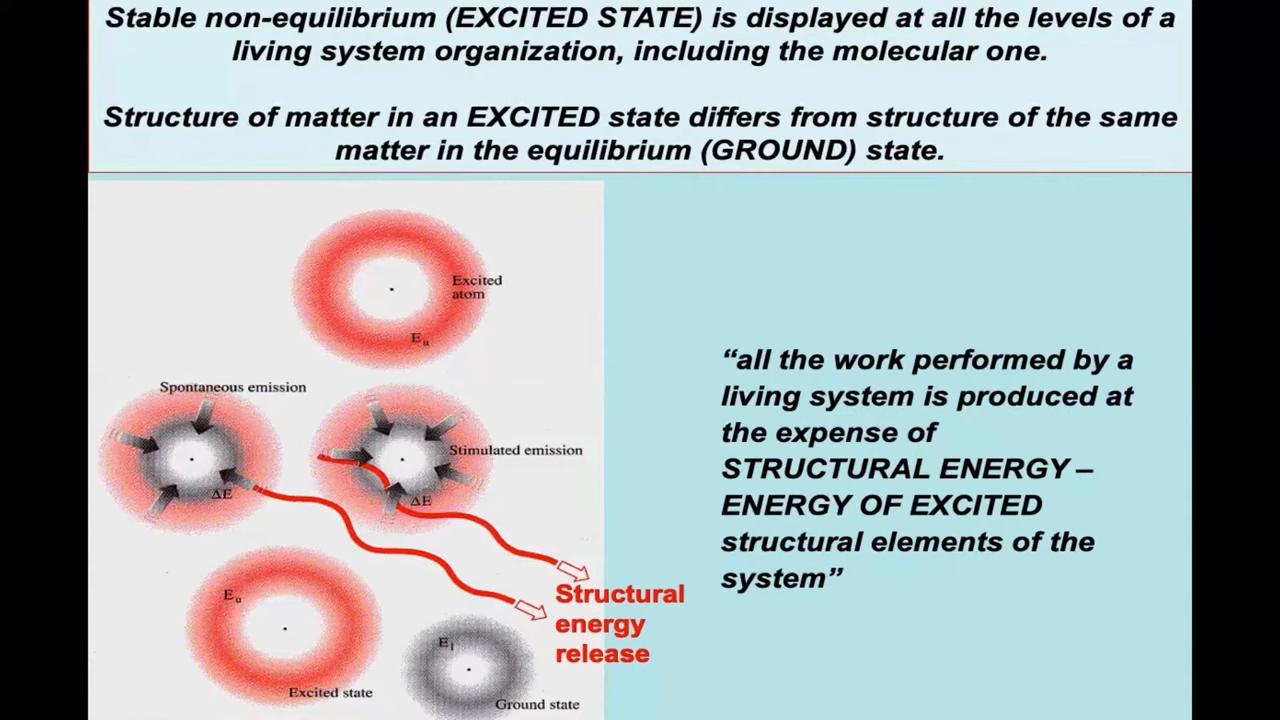 Stable non-equilibrium (EXCITED STATE) is displayed at all the levels of a
living system organization, including the molecular one.
Structure of matter in an EXCITED state differs from structure of the same
matter in the equilibrium (GROUND) state.
Excited
atom
Eu
Spontaneous emission
Stimulated emission
ΔE
ΔE
“all the work performed by a
living system is produced at
the expense of
STRUCTURAL ENERGY –
ENERGY OF EXCITED
structural elements of the
system”
Structural
energy
release
Eu
El
Excited state
Ground state